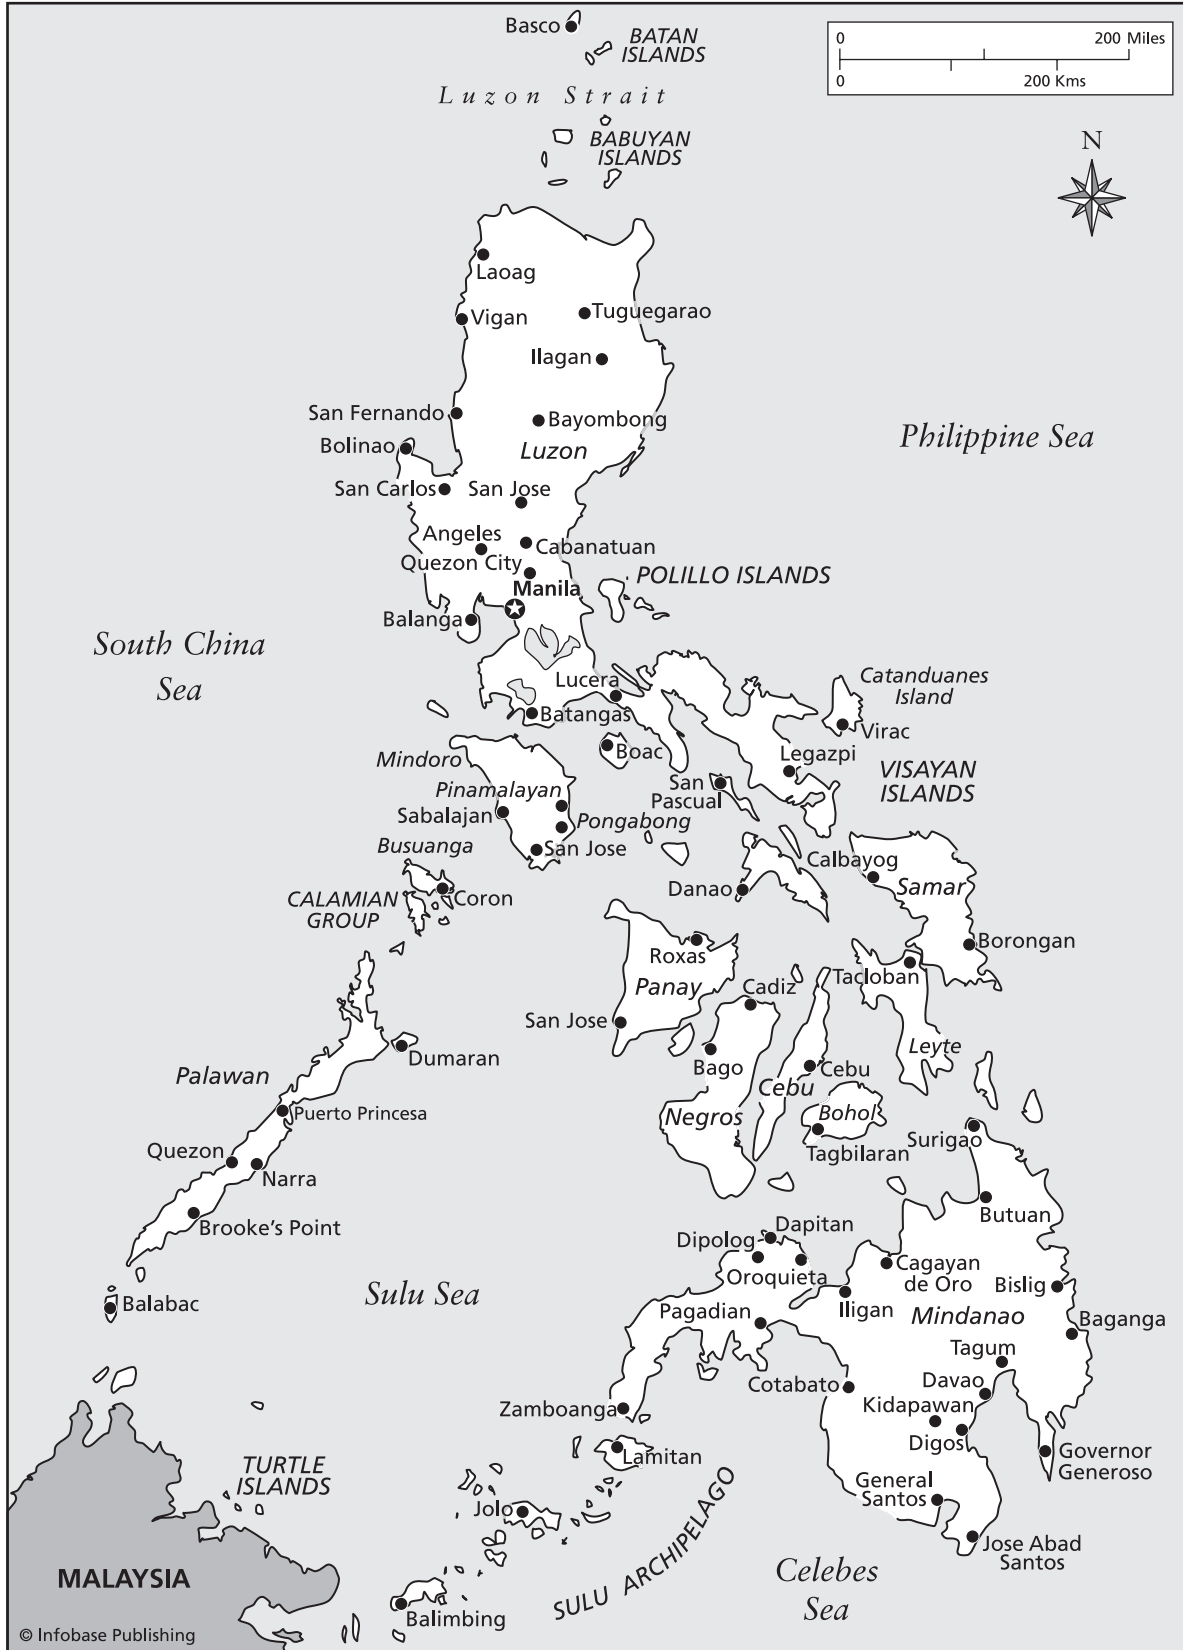 Basco
BATAN
ISLANDS
0
200 Miles
0
200 Kms
Luzon Strait
BABUYAN
ISLANDS
N
Laoag
Vigan
Tuguegarao
Ilagan
San Fernando
Bayombong
Bolinao
Luzon
Philippine Sea
San Carlos
San Jose
Angeles
Cabanatuan
Quezon City
POLILLO ISLANDS
Manila
Balanga
South China
Sea
Lucera
Catanduanes
Island
Batangas
Virac
Boac
Mindoro
Legazpi
VISAYAN
ISLANDS
San
Pascual
Pinamalayan
Sabalajan
Pongabong
Busuanga
San Jose
Calbayog
Samar
Danao
CALAMIAN
GROUP
Coron
Borongan
Roxas
Tacloban
Panay
Cadiz
San Jose
Dumaran
Bago
Leyte
Palawan
Cebu
Cebu
Puerto Princesa
Negros
Bohol
Surigao
Quezon
Tagbilaran
Narra
Brooke's Point
Butuan
Dapitan
Dipolog
Oroquieta
Cagayan
de Oro
Bislig
Sulu Sea
Balabac
Iligan
Pagadian
Mindanao
Baganga
Tagum
Cotabato
Davao
Kidapawan
Zamboanga
Digos
Lamitan
Governor
Generoso
TURTLE
ISLANDS
General
Santos
Jolo
SULU ARCHIPELAGO
Jose Abad
Santos
MALAYSIA
Celebes
Sea
Balimbing
© Infobase Publishing